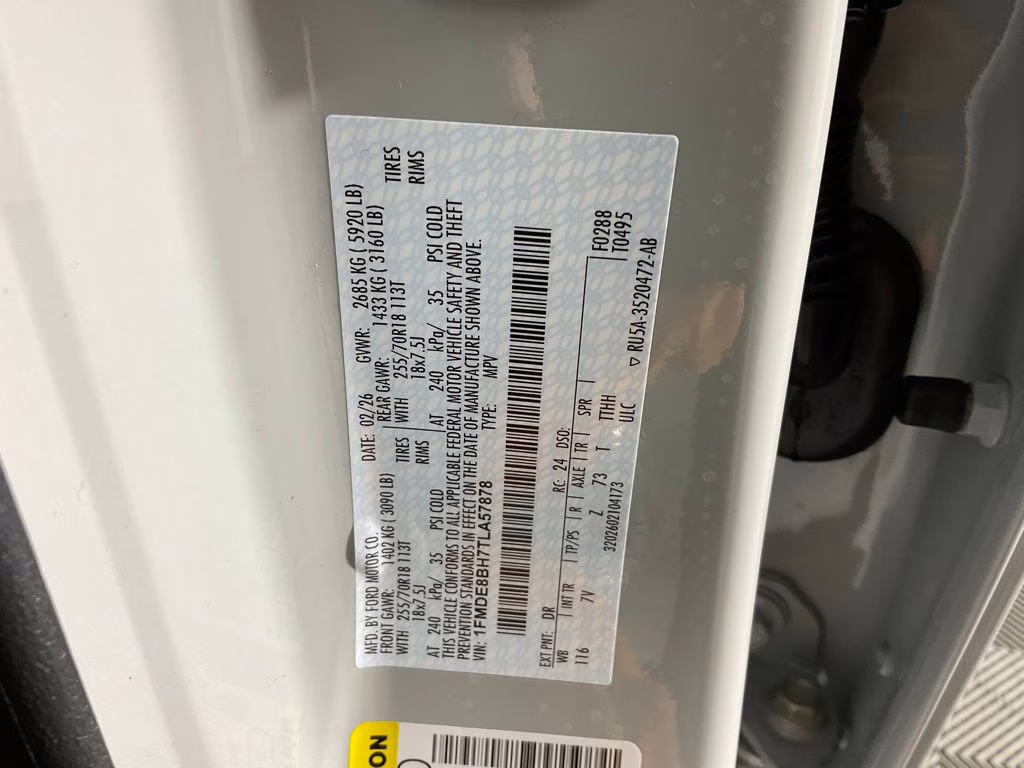 MFD. BY FORD MOTOR CO. DATE: 02/26 GVWR: 2685 KG ( 5920 LB)
FRONT GAWR: 1402 KG ( 3090 LB) REAR GAWR: 1433 KG ( 3160 LB)
WITH 255/70R18 113T TIRES WITH 255/70R18 113T TIRES
18x7.5J RIMS 18x7.5J RIMS
AT 240 kPa/ 35 PSI COLD AT 240 kPa/ 35 PSI COLD
THIS VEHICLE CONFORMS TO ALL APPLICABLE FEDERAL MOTOR VEHICLE SAFETY AND THEFT
PREVENTION STANDARDS IN EFFECT ON THE DATE OF MANUFACTURE SHOWN ABOVE.
VIN: 1FMDE8BH7TLA57878 TYPE: MPV
EXT PNT: DR RC: 24 DSO: F0288
WB INT TR TP/PS R AXLE TR SPR T0495
116 7V Z 73 T THH
3202602104173 ULC ▽ RU5A-3520472-AB
ON